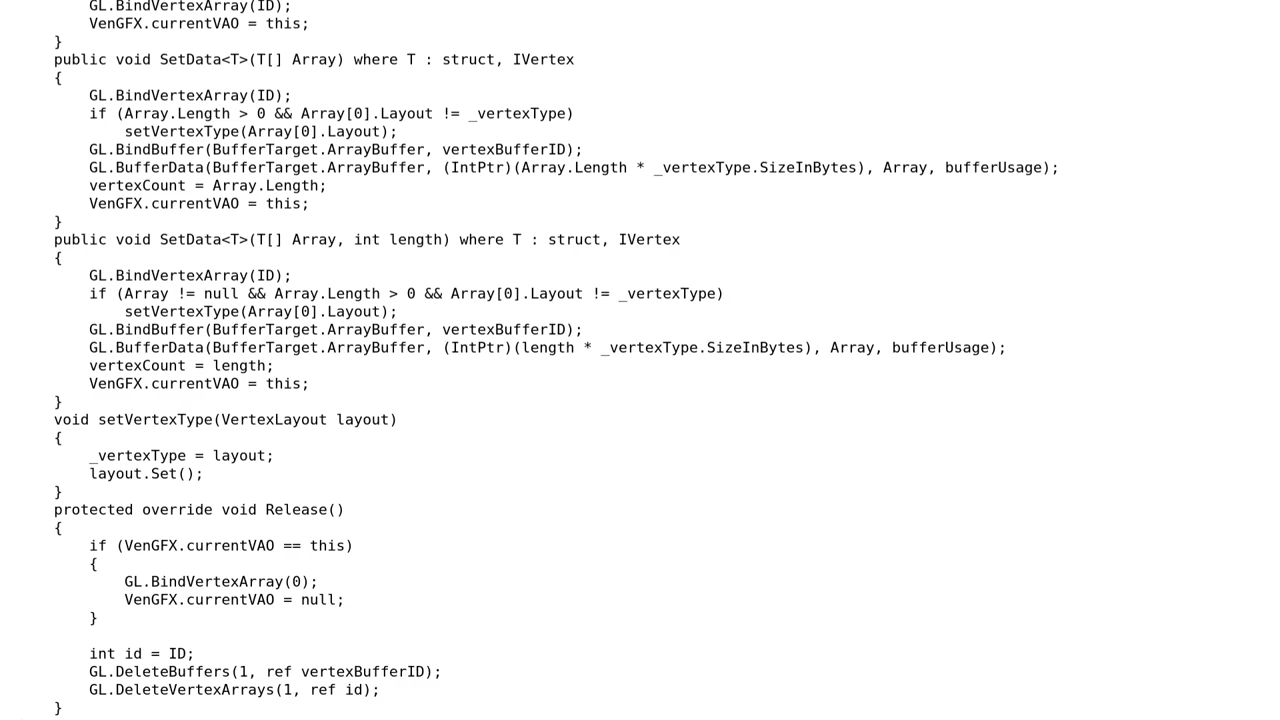 GL.BindVertexArray(ID);
VenGFX.currentVAO = this;
}
public void SetData<T>(T[] Array) where T : struct, IVertex
{
GL.BindVertexArray(ID);
if (Array.Length > 0 && Array[0].Layout != _vertexType)
setVertexType(Array[0].Layout);
GL.BindBuffer(BufferTarget.ArrayBuffer, vertexBufferID);
GL.BufferData(BufferTarget.ArrayBuffer, (IntPtr)(Array.Length * _vertexType.SizeInBytes), Array, bufferUsage);
vertexCount = Array.Length;
VenGFX.currentVAO = this;
}
public void SetData<T>(T[] Array, int length) where T : struct, IVertex
{
GL.BindVertexArray(ID);
if (Array != null && Array.Length > 0 && Array[0].Layout != _vertexType)
setVertexType(Array[0].Layout);
GL.BindBuffer(BufferTarget.ArrayBuffer, vertexBufferID);
GL.BufferData(BufferTarget.ArrayBuffer, (IntPtr)(length * _vertexType.SizeInBytes), Array, bufferUsage);
vertexCount = length;
VenGFX.currentVAO = this;
}
void setVertexType(VertexLayout layout)
{
_vertexType = layout;
layout.Set();
}
protected override void Release()
{
if (VenGFX.currentVAO == this)
{
GL.BindVertexArray(0);
VenGFX.currentVAO = null;
}
int id = ID;
GL.DeleteBuffers(1, ref vertexBufferID);
GL.DeleteVertexArrays(1, ref id);
}